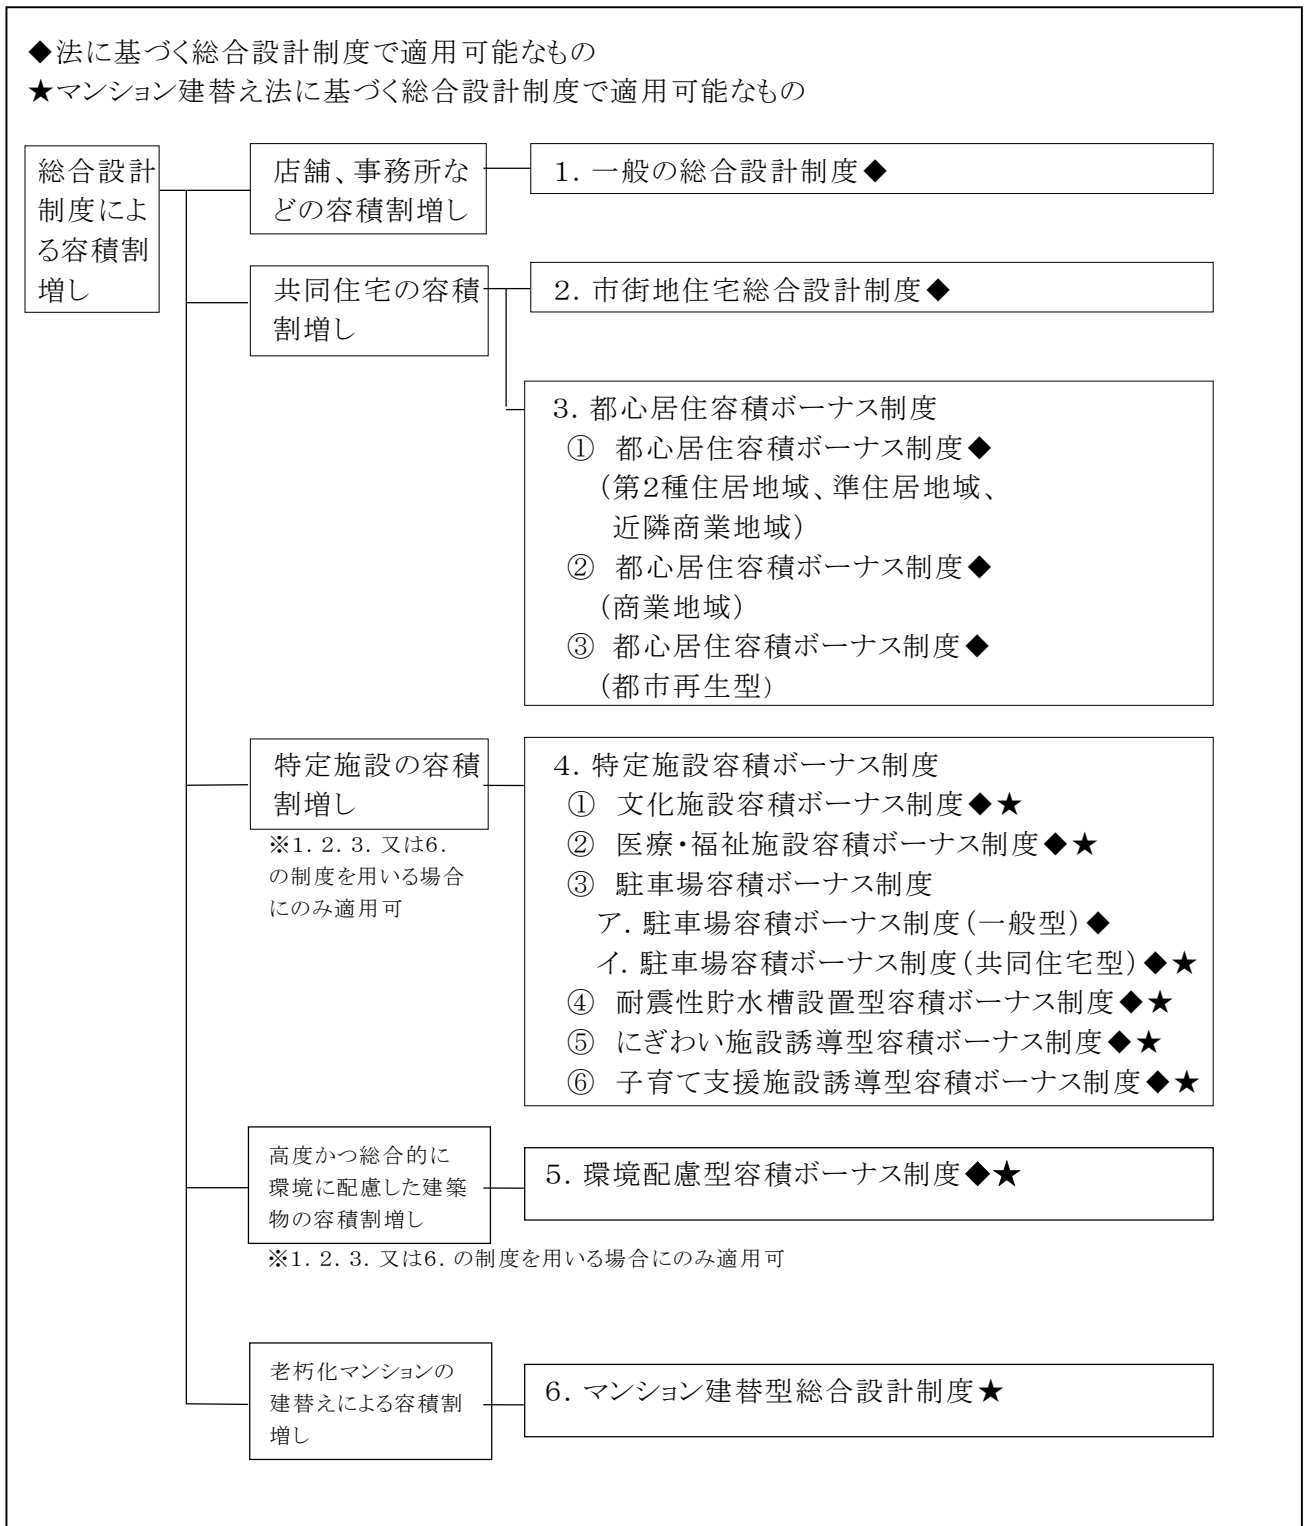 ◆法に基づく総合設計制度で適用可能なもの
★マンション建替え法に基づく総合設計制度で適用可能なもの
総合設計
制度によ
る容積割
増し
店舗、事務所な
どの容積割増し
1．一般の総合設計制度◆
共同住宅の容積
割増し
2．市街地住宅総合設計制度◆
3．都心居住容積ボーナス制度
① 都心居住容積ボーナス制度◆
（第2種住居地域、準住居地域、
近隣商業地域）
② 都心居住容積ボーナス制度◆
（商業地域）
③ 都心居住容積ボーナス制度◆
（都市再生型）
特定施設の容積
割増し
※1．2．3．又は6．
の制度を用いる場合
にのみ適用可
4．特定施設容積ボーナス制度
① 文化施設容積ボーナス制度◆★
② 医療・福祉施設容積ボーナス制度◆★
③ 駐車場容積ボーナス制度
ア．駐車場容積ボーナス制度（一般型）◆
イ．駐車場容積ボーナス制度（共同住宅型）◆★
④ 耐震性貯水槽設置型容積ボーナス制度◆★
⑤ にぎわい施設誘導型容積ボーナス制度◆★
⑥ 子育て支援施設誘導型容積ボーナス制度◆★
高度かつ総合的に
環境に配慮した建築
物の容積割増し
5．環境配慮型容積ボーナス制度◆★
※1．2．3．又は6．の制度を用いる場合にのみ適用可
老朽化マンションの
建替えによる容積割
増し
6．マンション建替型総合設計制度★